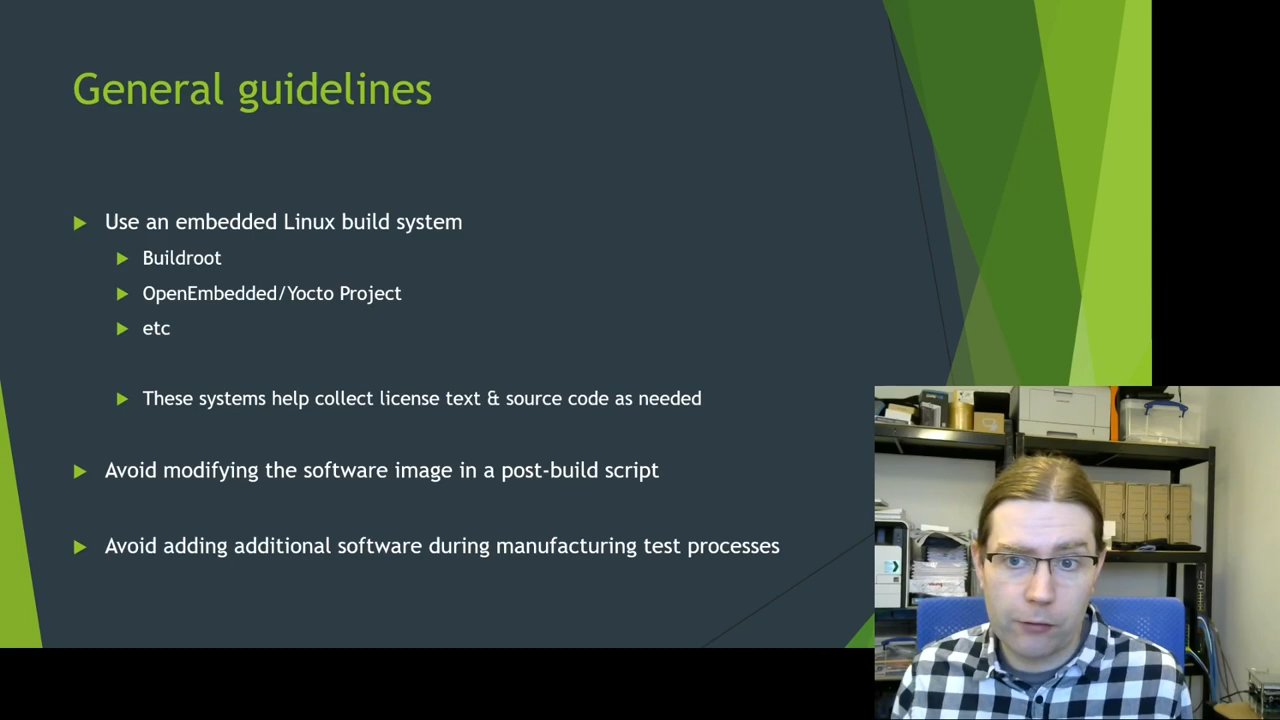 General guidelines
Use an embedded Linux build system
Buildroot
OpenEmbedded/Yocto Project
etc
These systems help collect license text & source code as needed
Avoid modifying the software image in a post-build script
Avoid adding additional software during manufacturing test processes